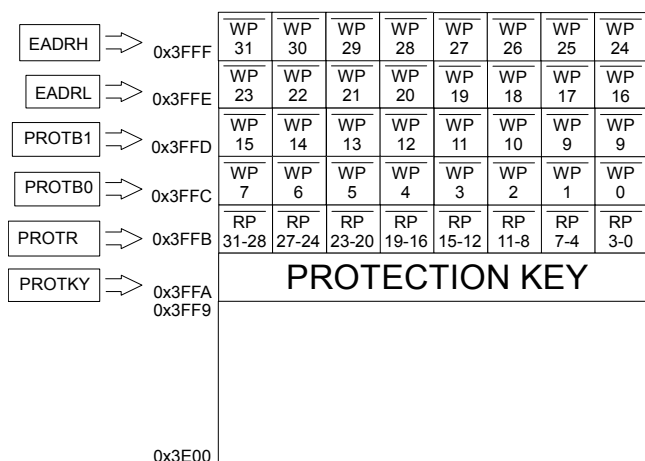 EADRH 0x3FFF WP 31 WP 30 WP 29 WP 28 WP 27 WP 26 WP 25 WP 24
EADRL 0x3FFE WP 23 WP 22 WP 21 WP 20 WP 19 WP 18 WP 17 WP 16
PROTB1 0x3FFD WP 15 WP 14 WP 13 WP 12 WP 11 WP 10 WP 9 WP 9
PROTB0 0x3FFC WP 7 WP 6 WP 5 WP 4 WP 3 WP 2 WP 1 WP 0
PROTR 0x3FFB RP 31-28 RP 27-24 RP 23-20 RP 19-16 RP 15-12 RP 11-8 RP 7-4 RP 3-0
PROTKY 0x3FFA PROTECTION KEY
0x3FF9
0x3E00